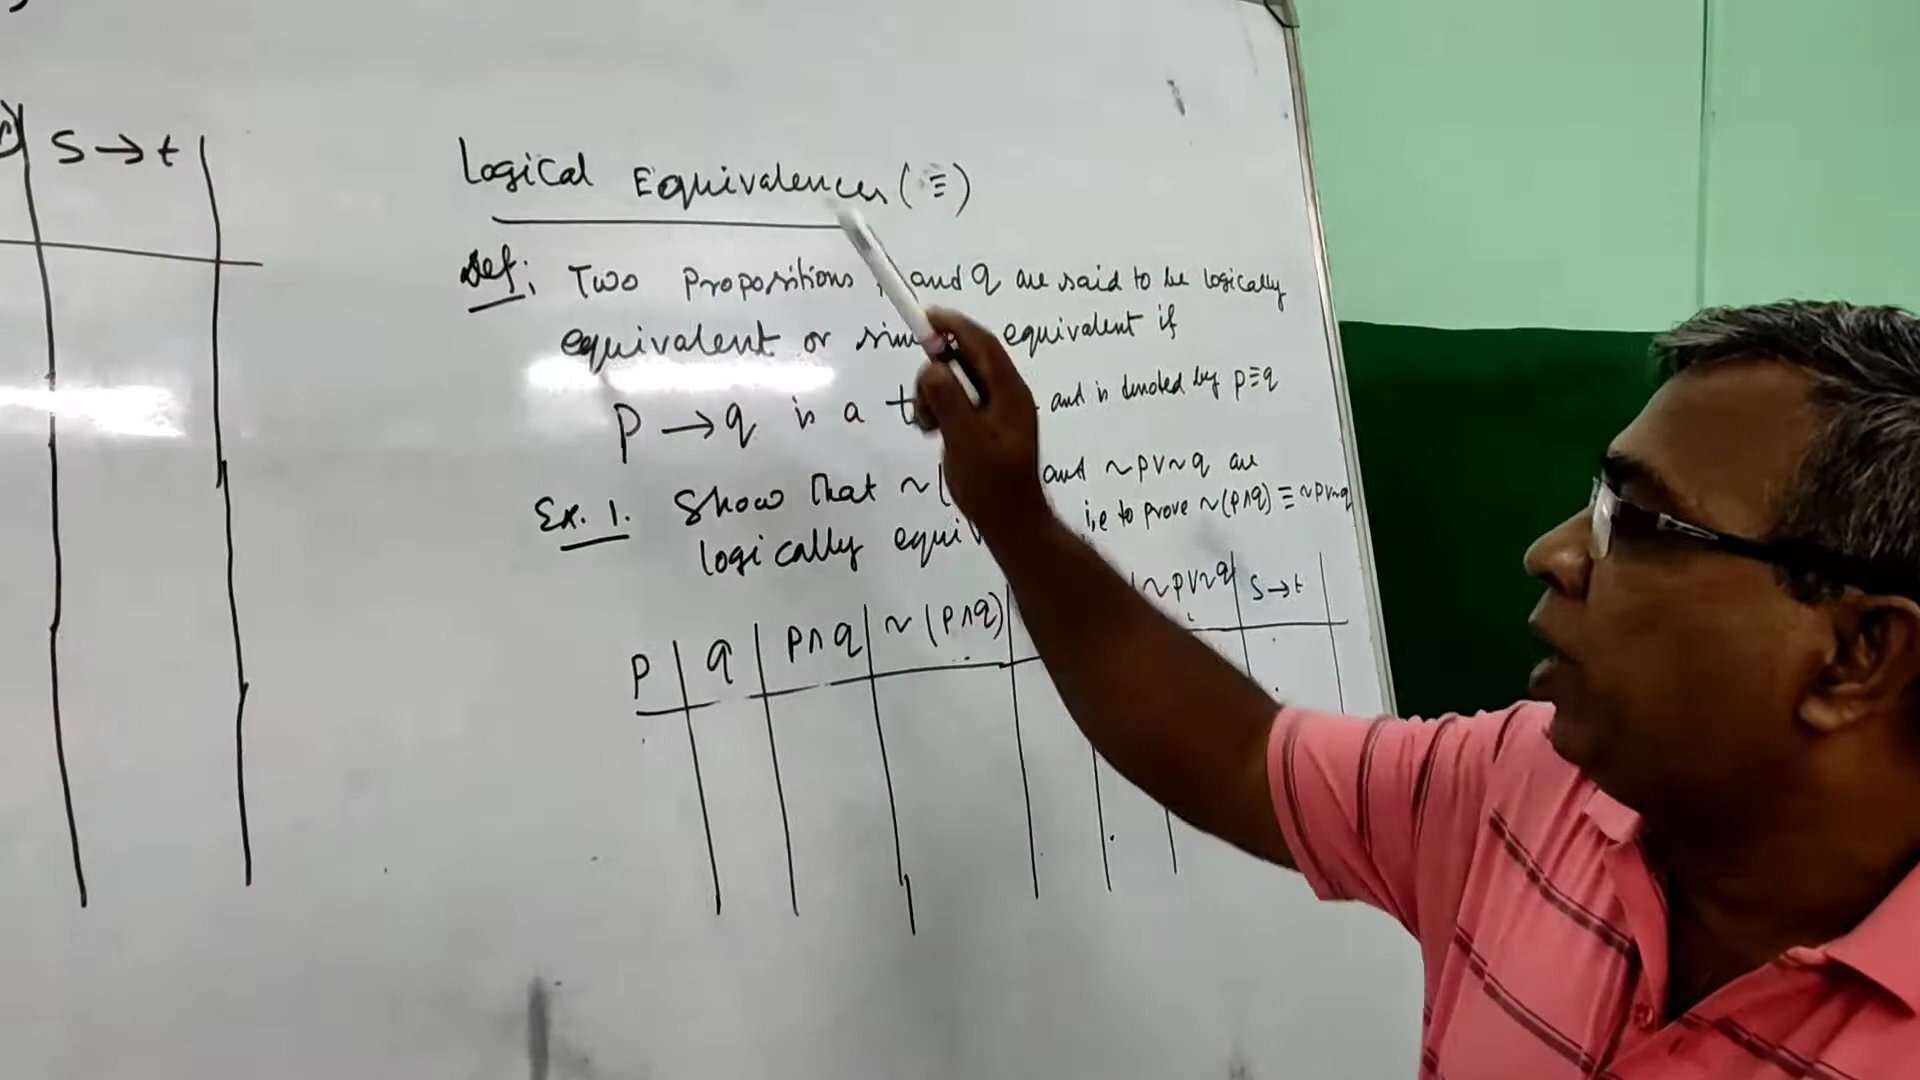 S→t
Logical Equivalences (≡)
Def: Two Propositions and q are said to be logically
equivalent or equivalent if
P → q is a and is denoted by p≡q
Ex. 1. Show that ~( and ~p∨~q are
logically i,e to prove ~(p∧q) ≡ ~p∨~q
P q p∧q ~(p∧q) ~p∨~q S→t